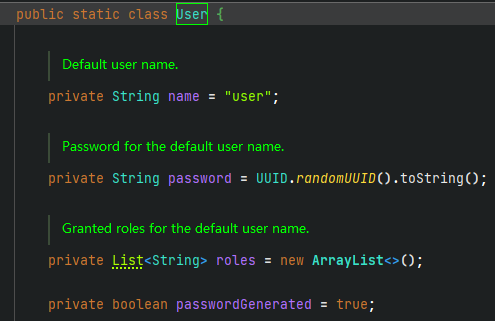 public static class User {
Default user name.
private String name = "user";
Password for the default user name.
private String password = UUID.randomUUID().toString();
Granted roles for the default user name.
private List<String> roles = new ArrayList<>();
private boolean passwordGenerated = true;